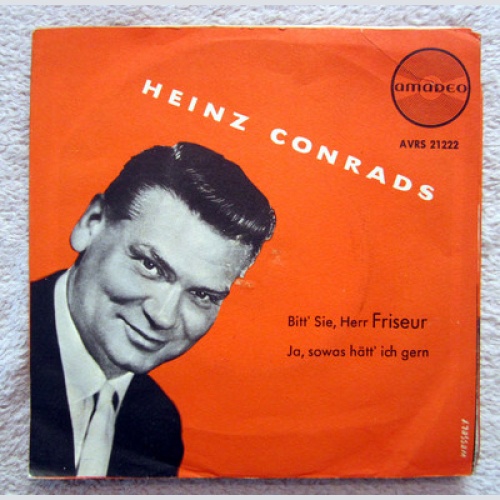 amadeo
AVRS 21222
HEINZ CONRADS
Bitt' Sie, Herr Friseur
Ja, sowas hätt' ich gern